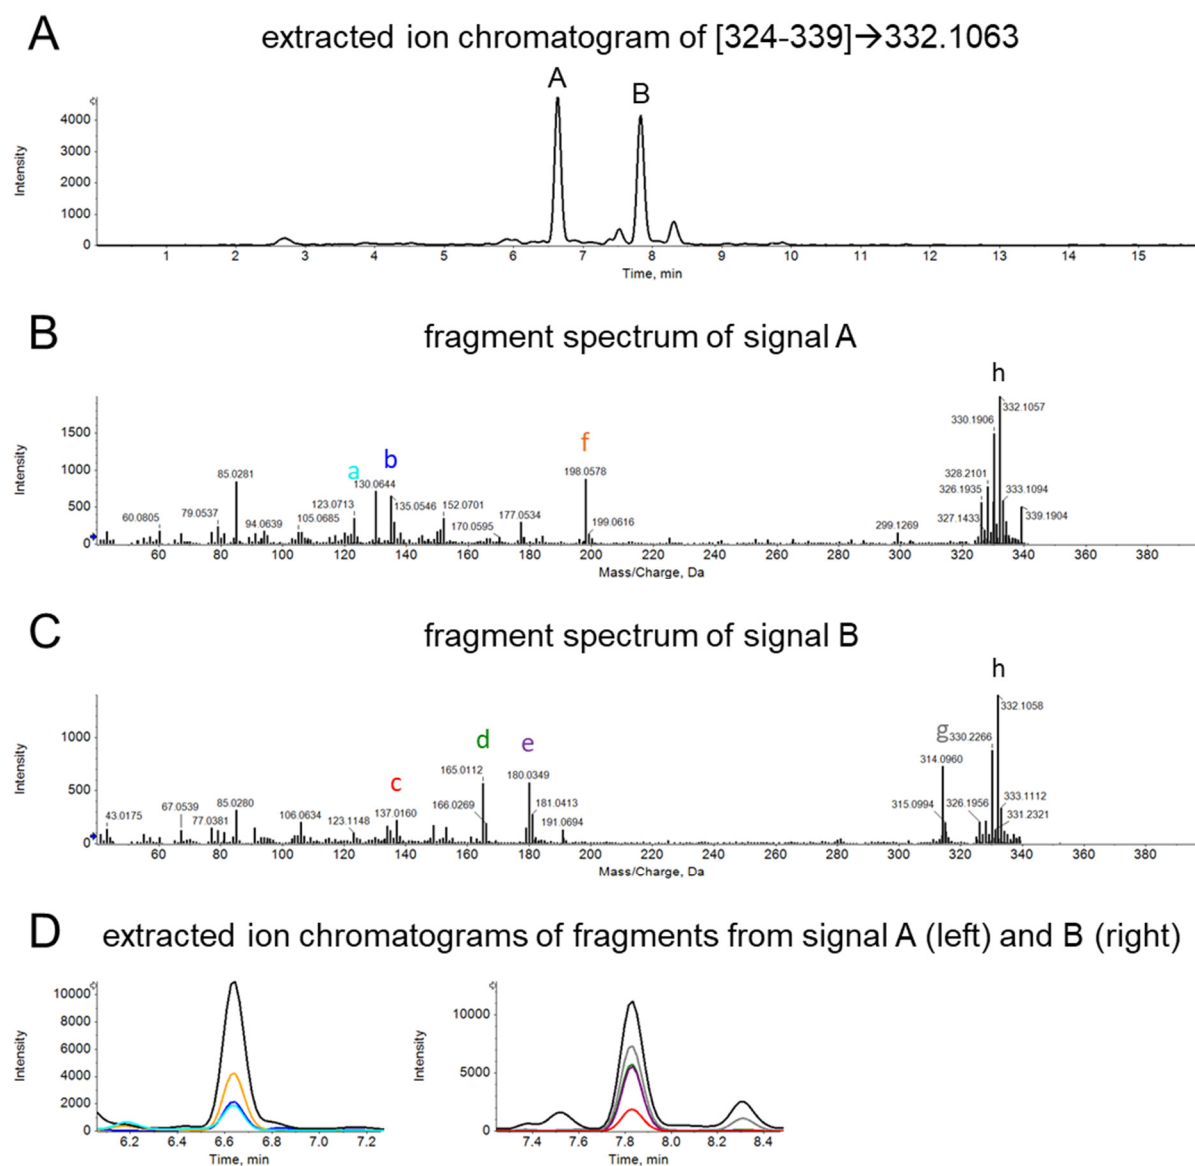 A
extracted ion chromatogram of [324-339]→332.1063
A
B
Intensity
4000
3000
2000
1000
0
1 2 3 4 5 6 7 8 9 10 11 12 13 14 15
Time, min
B
fragment spectrum of signal A
h
Intensity
1500
1000
500
0
a
b
f
60.0805
79.0537
85.0281
94.0639
105.0685
123.0713
130.0644
135.0546
152.0701
170.0595
177.0534
198.0578
199.0616
299.1269
327.1433
326.1935
328.2101
330.1906
332.1057
333.1094
339.1904
60 80 100 120 140 160 180 200 220 240 260 280 300 320 340 360 380
Mass/Charge, Da
C
fragment spectrum of signal B
h
Intensity
1000
500
0
c
d
e
g
43.0175
67.0539
77.0381
85.0280
106.0634
123.1148
137.0160
165.0112
166.0269
180.0349
181.0413
191.0694
314.0960
315.0994
326.1956
330.2266
332.1058
333.1112
331.2321
60 80 100 120 140 160 180 200 220 240 260 280 300 320 340 360 380
Mass/Charge, Da
D
extracted ion chromatograms of fragments from signal A (left) and B (right)
Intensity
10000
8000
6000
4000
2000
0
6.2 6.4 6.6 6.8 7.0 7.2
Time, min
Intensity
10000
5000
0
7.4 7.6 7.8 8.0 8.2 8.4
Time, min